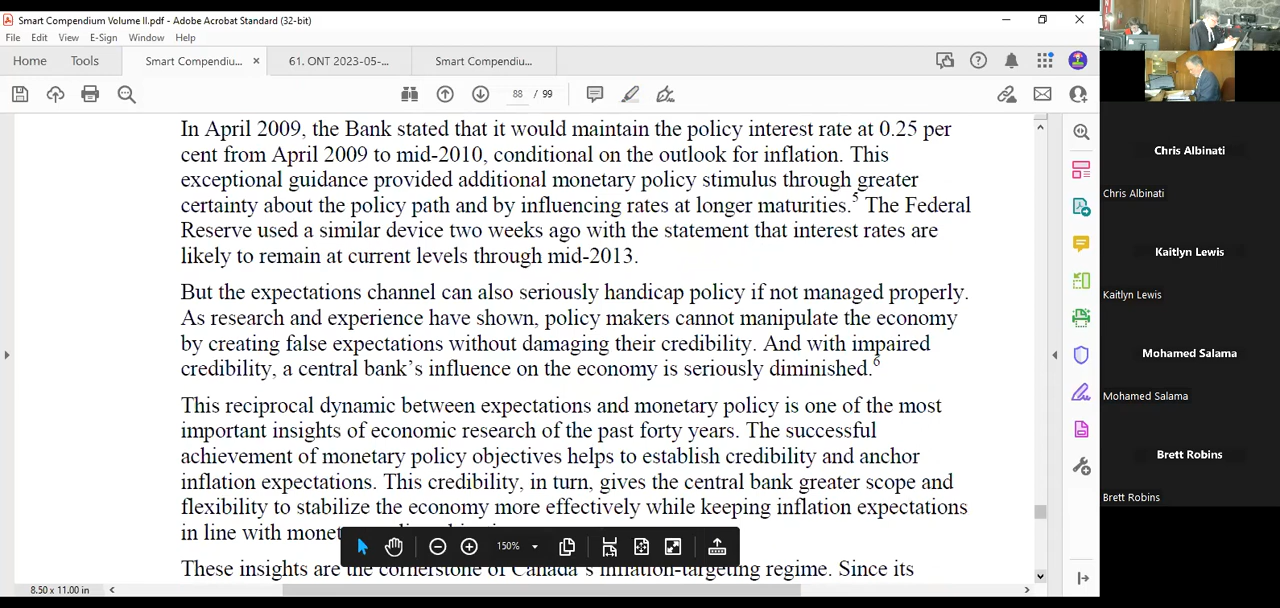 Smart Compendium Volume II.pdf - Adobe Acrobat Standard (32-bit)
File Edit View E-Sign Window Help
Home Tools Smart Compendiu... × 61. ONT 2023-05-... Smart Compendiu...
88 / 99
In April 2009, the Bank stated that it would maintain the policy interest rate at 0.25 per
cent from April 2009 to mid-2010, conditional on the outlook for inflation. This
exceptional guidance provided additional monetary policy stimulus through greater
certainty about the policy path and by influencing rates at longer maturities.5 The Federal
Reserve used a similar device two weeks ago with the statement that interest rates are
likely to remain at current levels through mid-2013.
But the expectations channel can also seriously handicap policy if not managed properly.
As research and experience have shown, policy makers cannot manipulate the economy
by creating false expectations without damaging their credibility. And with impaired
credibility, a central bank's influence on the economy is seriously diminished.6
This reciprocal dynamic between expectations and monetary policy is one of the most
important insights of economic research of the past forty years. The successful
achievement of monetary policy objectives helps to establish credibility and anchor
inflation expectations. This credibility, in turn, gives the central bank greater scope and
flexibility to stabilize the economy more effectively while keeping inflation expectations
in line with
150%
These insights are the cornerstone of Canada's inflation-targeting regime. Since its
8.50 x 11.00 in
Chris Albinati
Chris Albinati
Kaitlyn Lewis
Kaitlyn Lewis
Mohamed Salama
Mohamed Salama
Brett Robins
Brett Robins